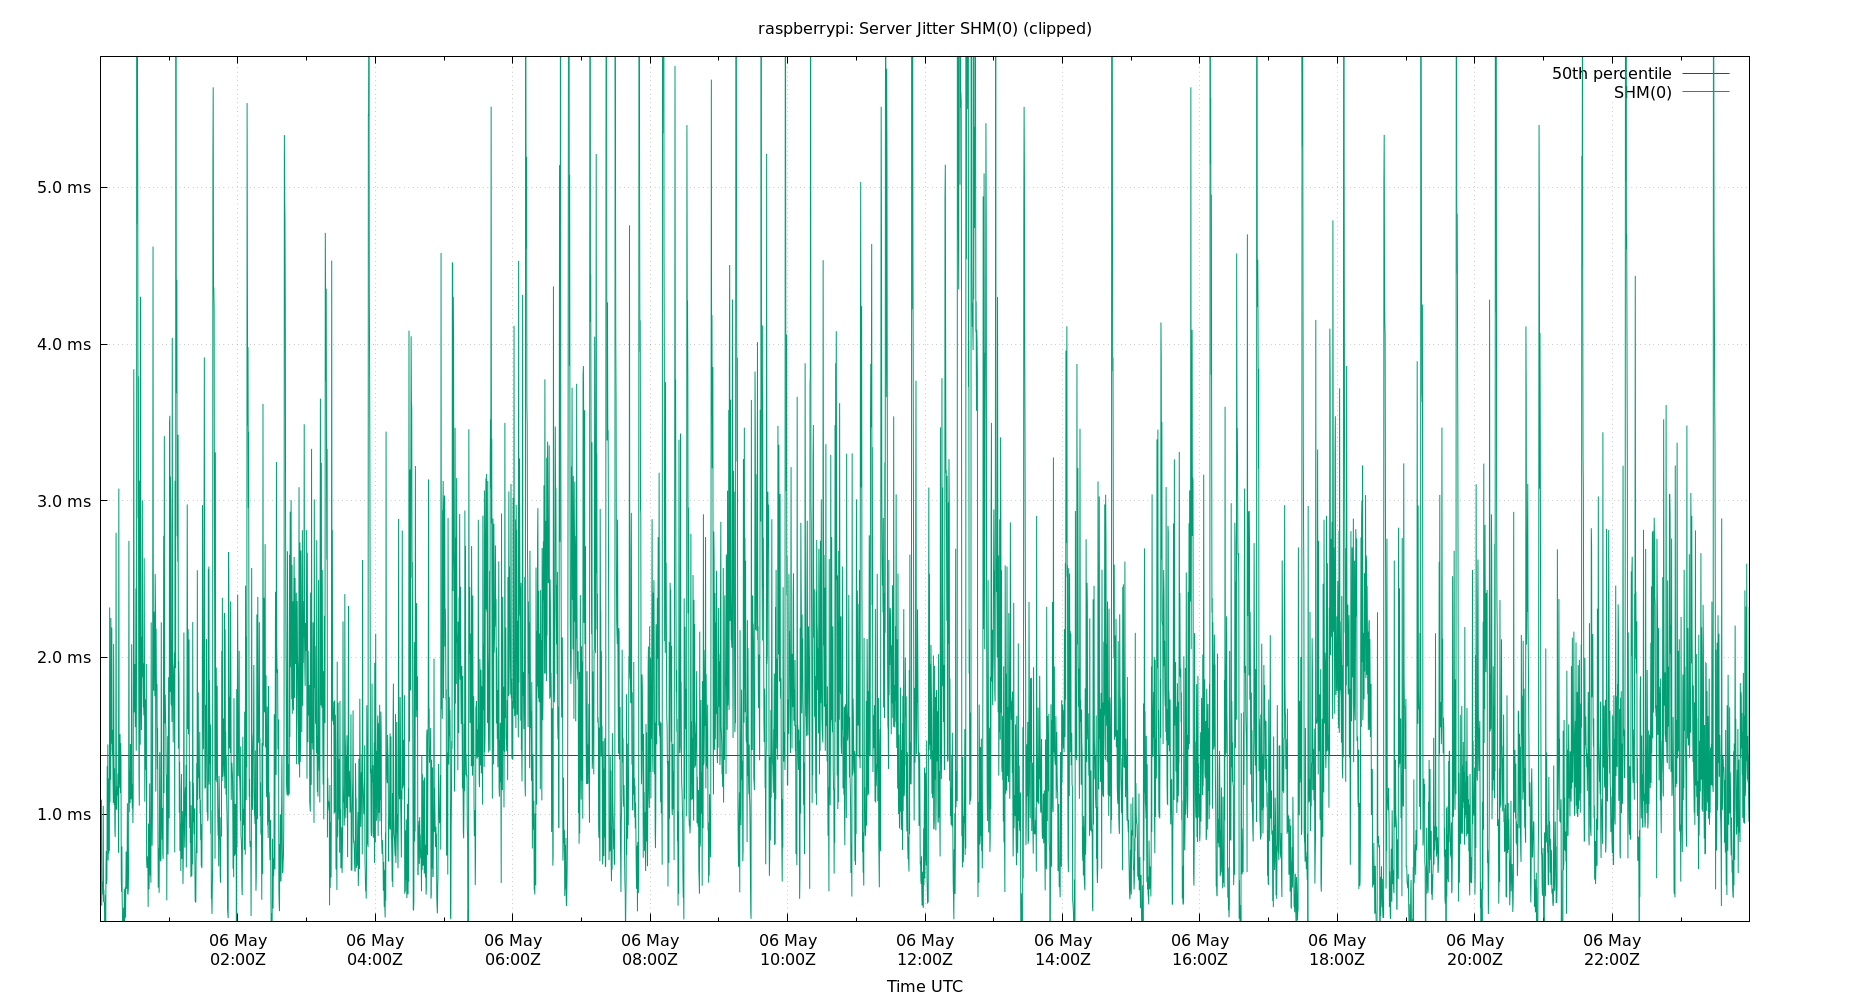 raspberrypi: Server Jitter SHM(0) (clipped)
50th percentile
SHM(0)
5.0 ms
4.0 ms
3.0 ms
2.0 ms
1.0 ms
06 May 06 May 06 May 06 May 06 May 06 May 06 May 06 May 06 May 06 May 06 May
02:00Z 04:00Z 06:00Z 08:00Z 10:00Z 12:00Z 14:00Z 16:00Z 18:00Z 20:00Z 22:00Z
Time UTC